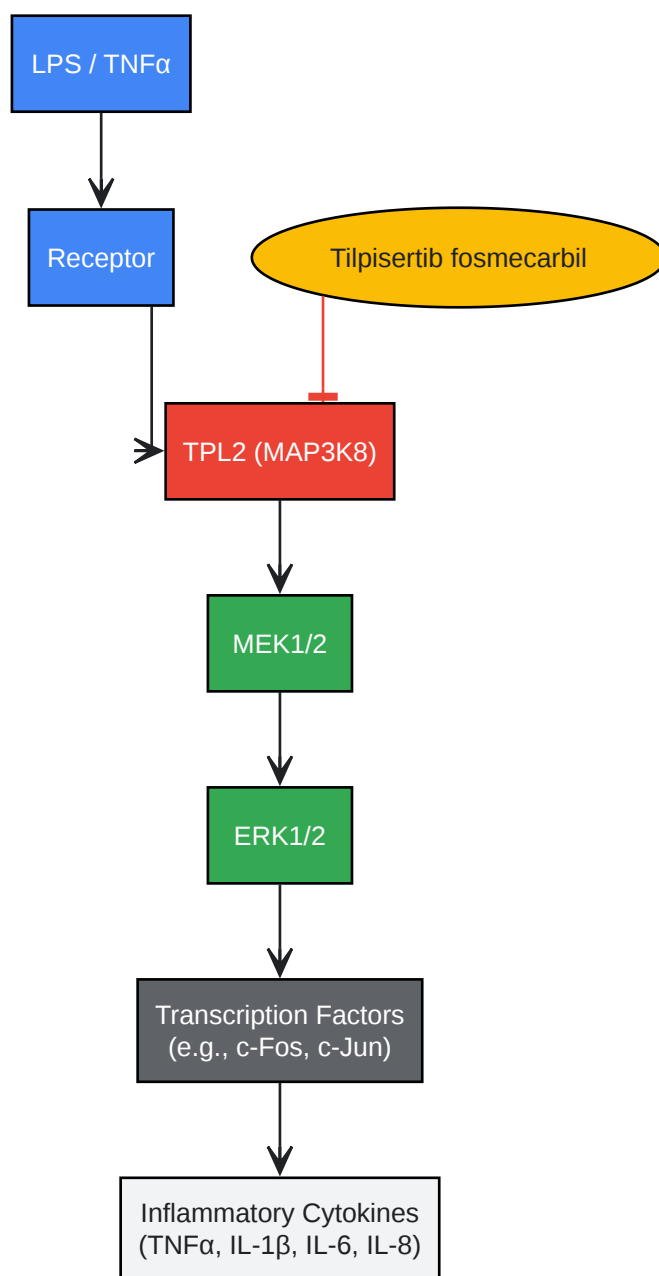 LPS / TNFα
Receptor
Tilpisertib fosmecarbil
TPL2 (MAP3K8)
MEK1/2
ERK1/2
Transcription Factors
(e.g., c-Fos, c-Jun)
Inflammatory Cytokines
(TNFα, IL-1β, IL-6, IL-8)